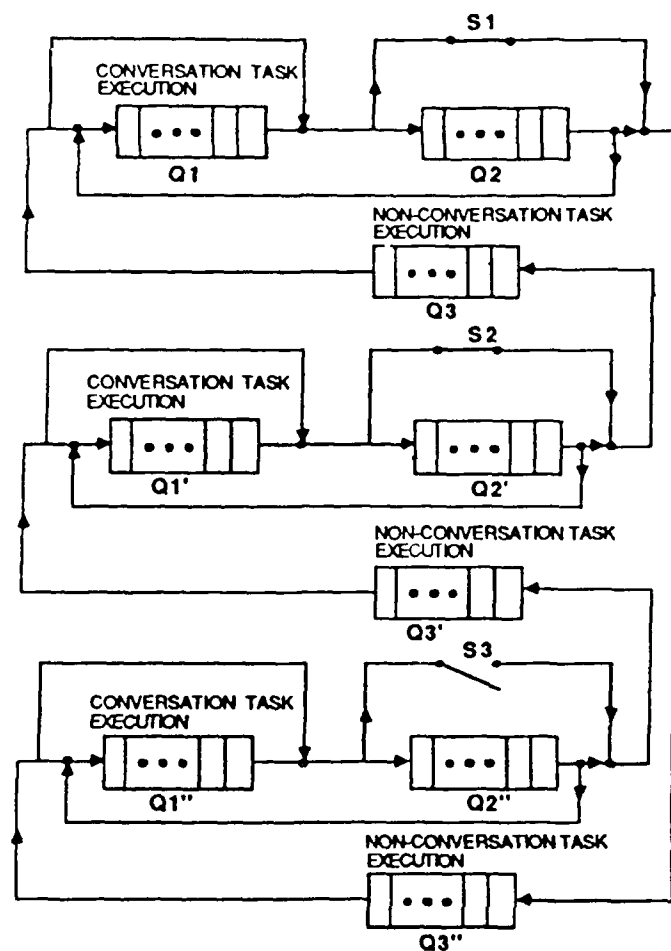 S1
CONVERSATION TASK
EXECUTION
Q1
Q2
NON-CONVERSATION TASK
EXECUTION
Q3
S2
CONVERSATION TASK
EXECUTION
Q1'
Q2'
NON-CONVERSATION TASK
EXECUTION
Q3'
S3
CONVERSATION TASK
EXECUTION
Q1"
Q2"
NON-CONVERSATION TASK
EXECUTION
Q3"